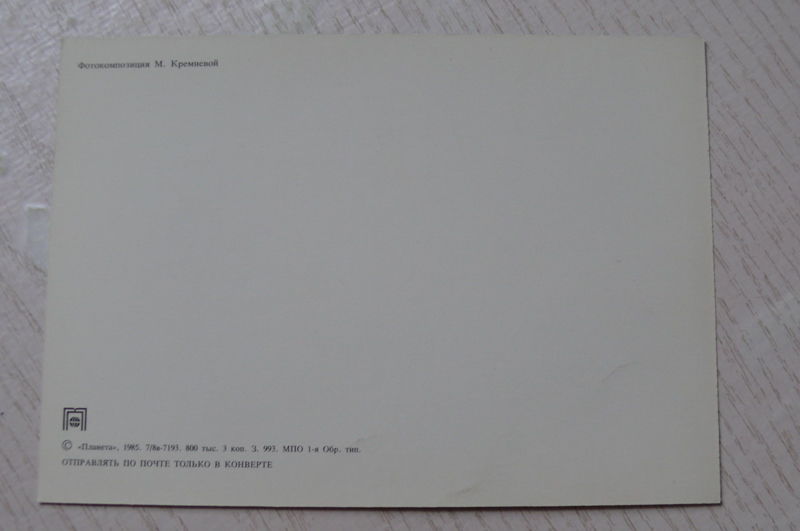 Фотокомпозиция М. Кремневой
© «Планета», 1985. 7/8в-7193. 800 тыс. 3 коп. З. 993. МПО 1-я Обр. тип.
ОТПРАВЛЯТЬ ПО ПОЧТЕ ТОЛЬКО В КОНВЕРТЕ